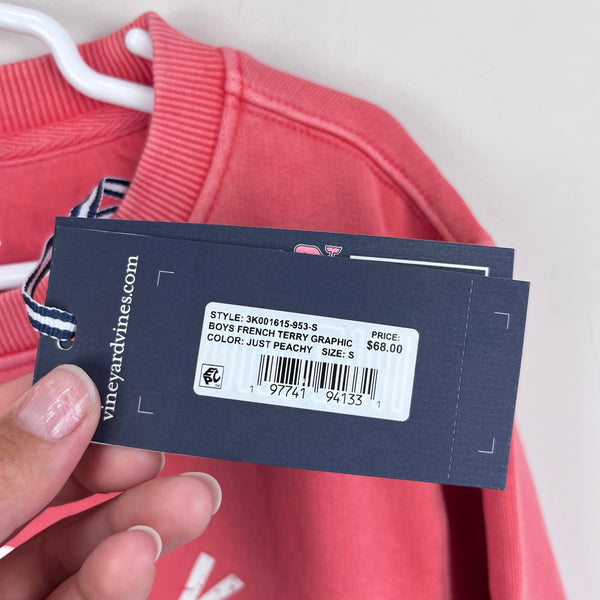 vineyardvines.com
STYLE: 3K001615-953-S
BOYS FRENCH TERRY GRAPHIC
COLOR: JUST PEACHY SIZE: S
PRICE:
$68.00
1 97741 94133 1